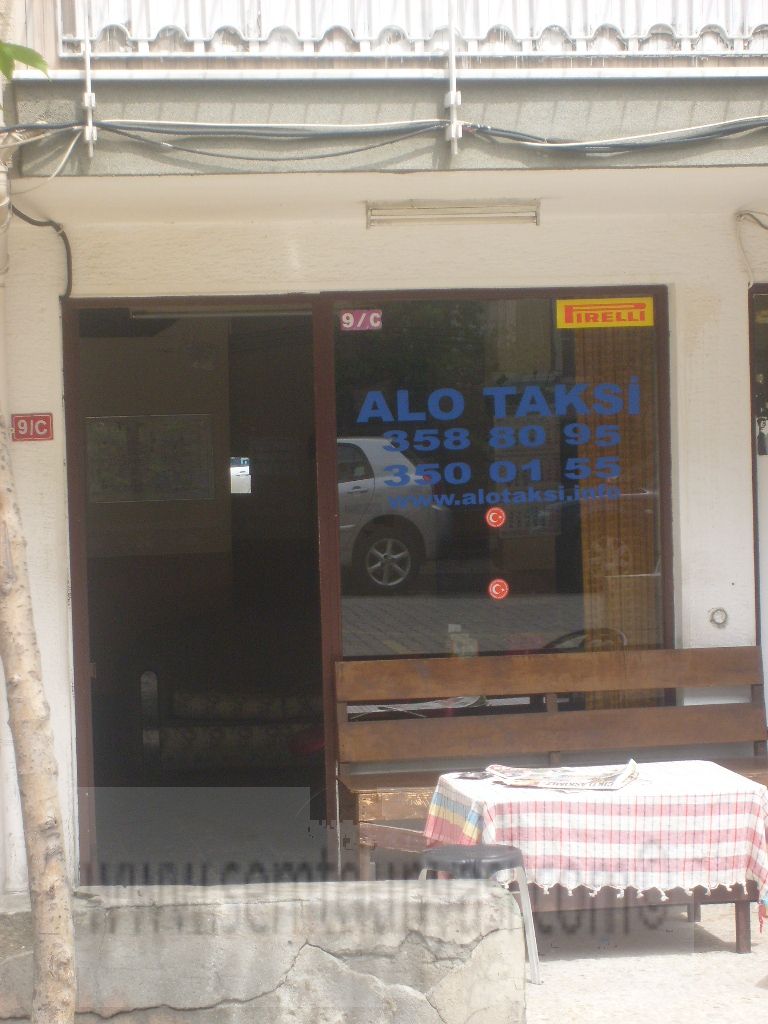 9/C
PIRELLI
9/C
ALO TAKSİ
358 80 95
350 01 55
www.alotaksi.info